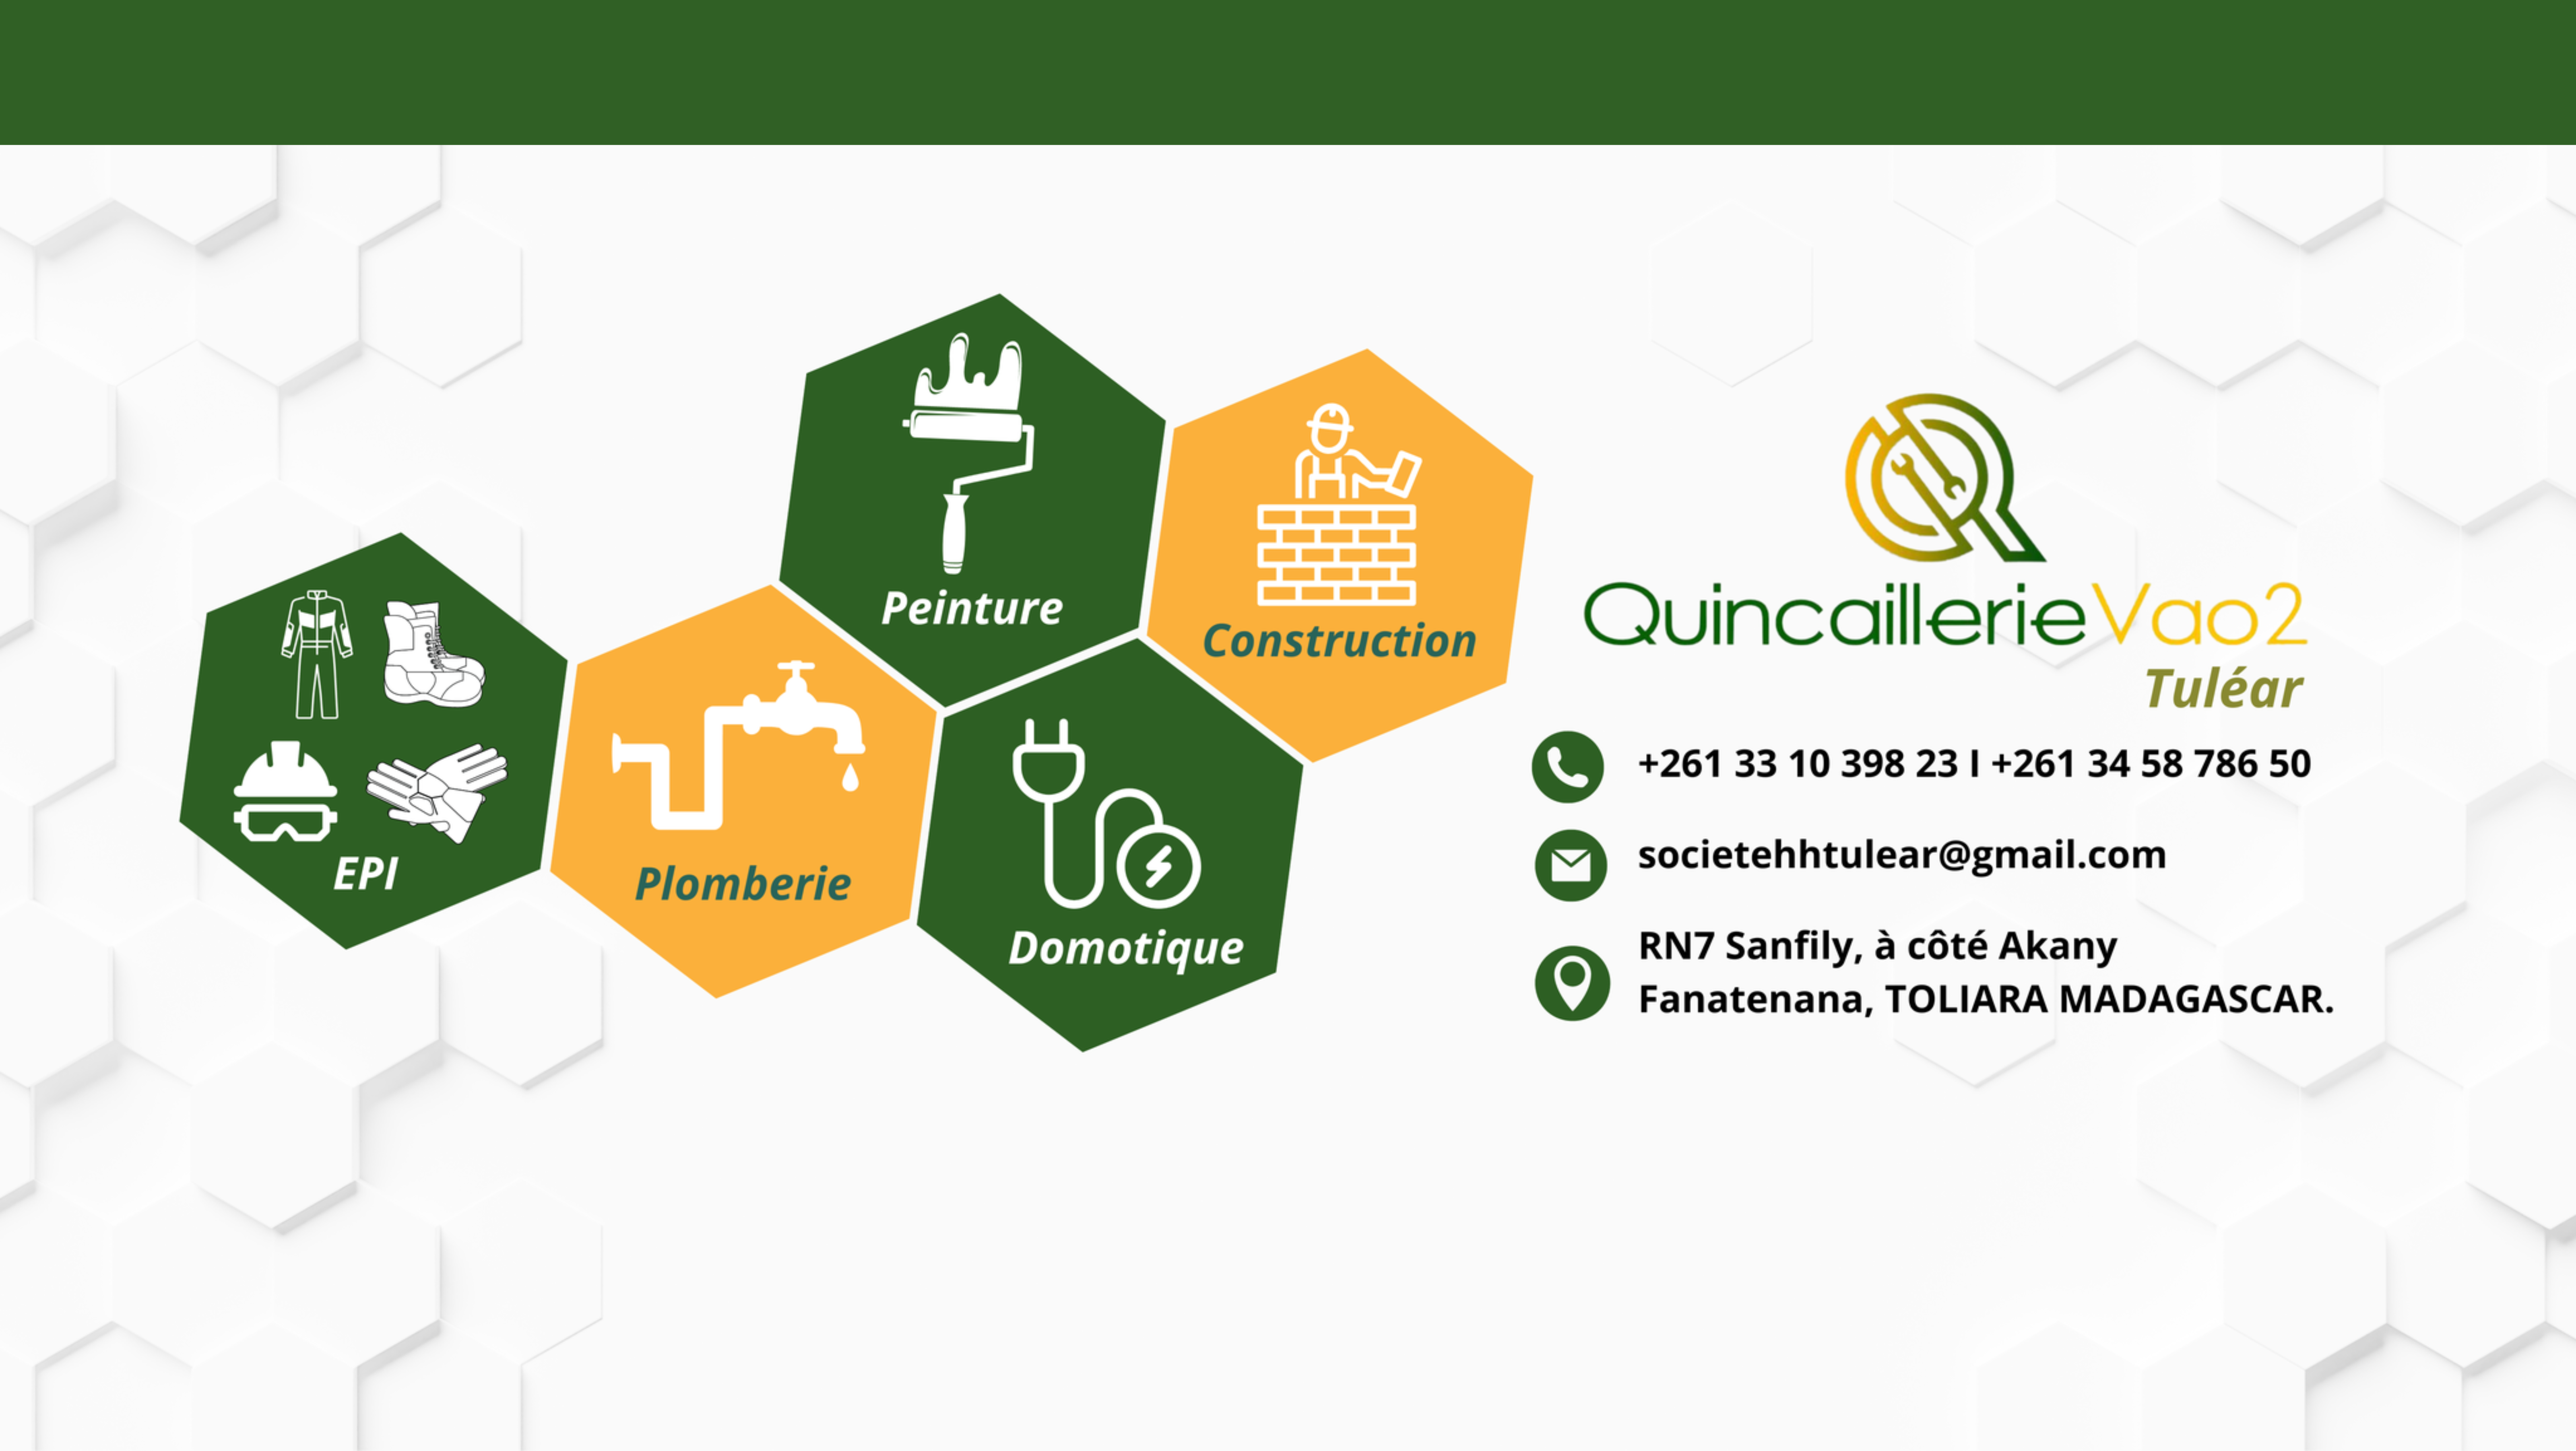 Peinture
Construction
EPI
Plomberie
Domotique
QuincaillerieVao2
Tuléar
+261 33 10 398 23 I +261 34 58 786 50
societehhtulear@gmail.com
RN7 Sanfily, à côté Akany
Fanatenana, TOLIARA MADAGASCAR.